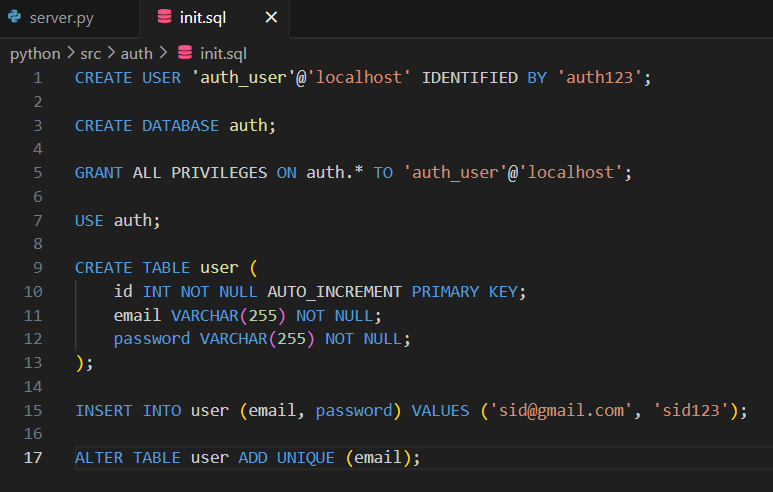 server.py init.sql ×
python > src > auth > init.sql
1 CREATE USER 'auth_user'@'localhost' IDENTIFIED BY 'auth123';
2
3 CREATE DATABASE auth;
4
5 GRANT ALL PRIVILEGES ON auth.* TO 'auth_user'@'localhost';
6
7 USE auth;
8
9 CREATE TABLE user (
10 id INT NOT NULL AUTO_INCREMENT PRIMARY KEY;
11 email VARCHAR(255) NOT NULL;
12 password VARCHAR(255) NOT NULL;
13 );
14
15 INSERT INTO user (email, password) VALUES ('sid@gmail.com', 'sid123');
16
17 ALTER TABLE user ADD UNIQUE (email);